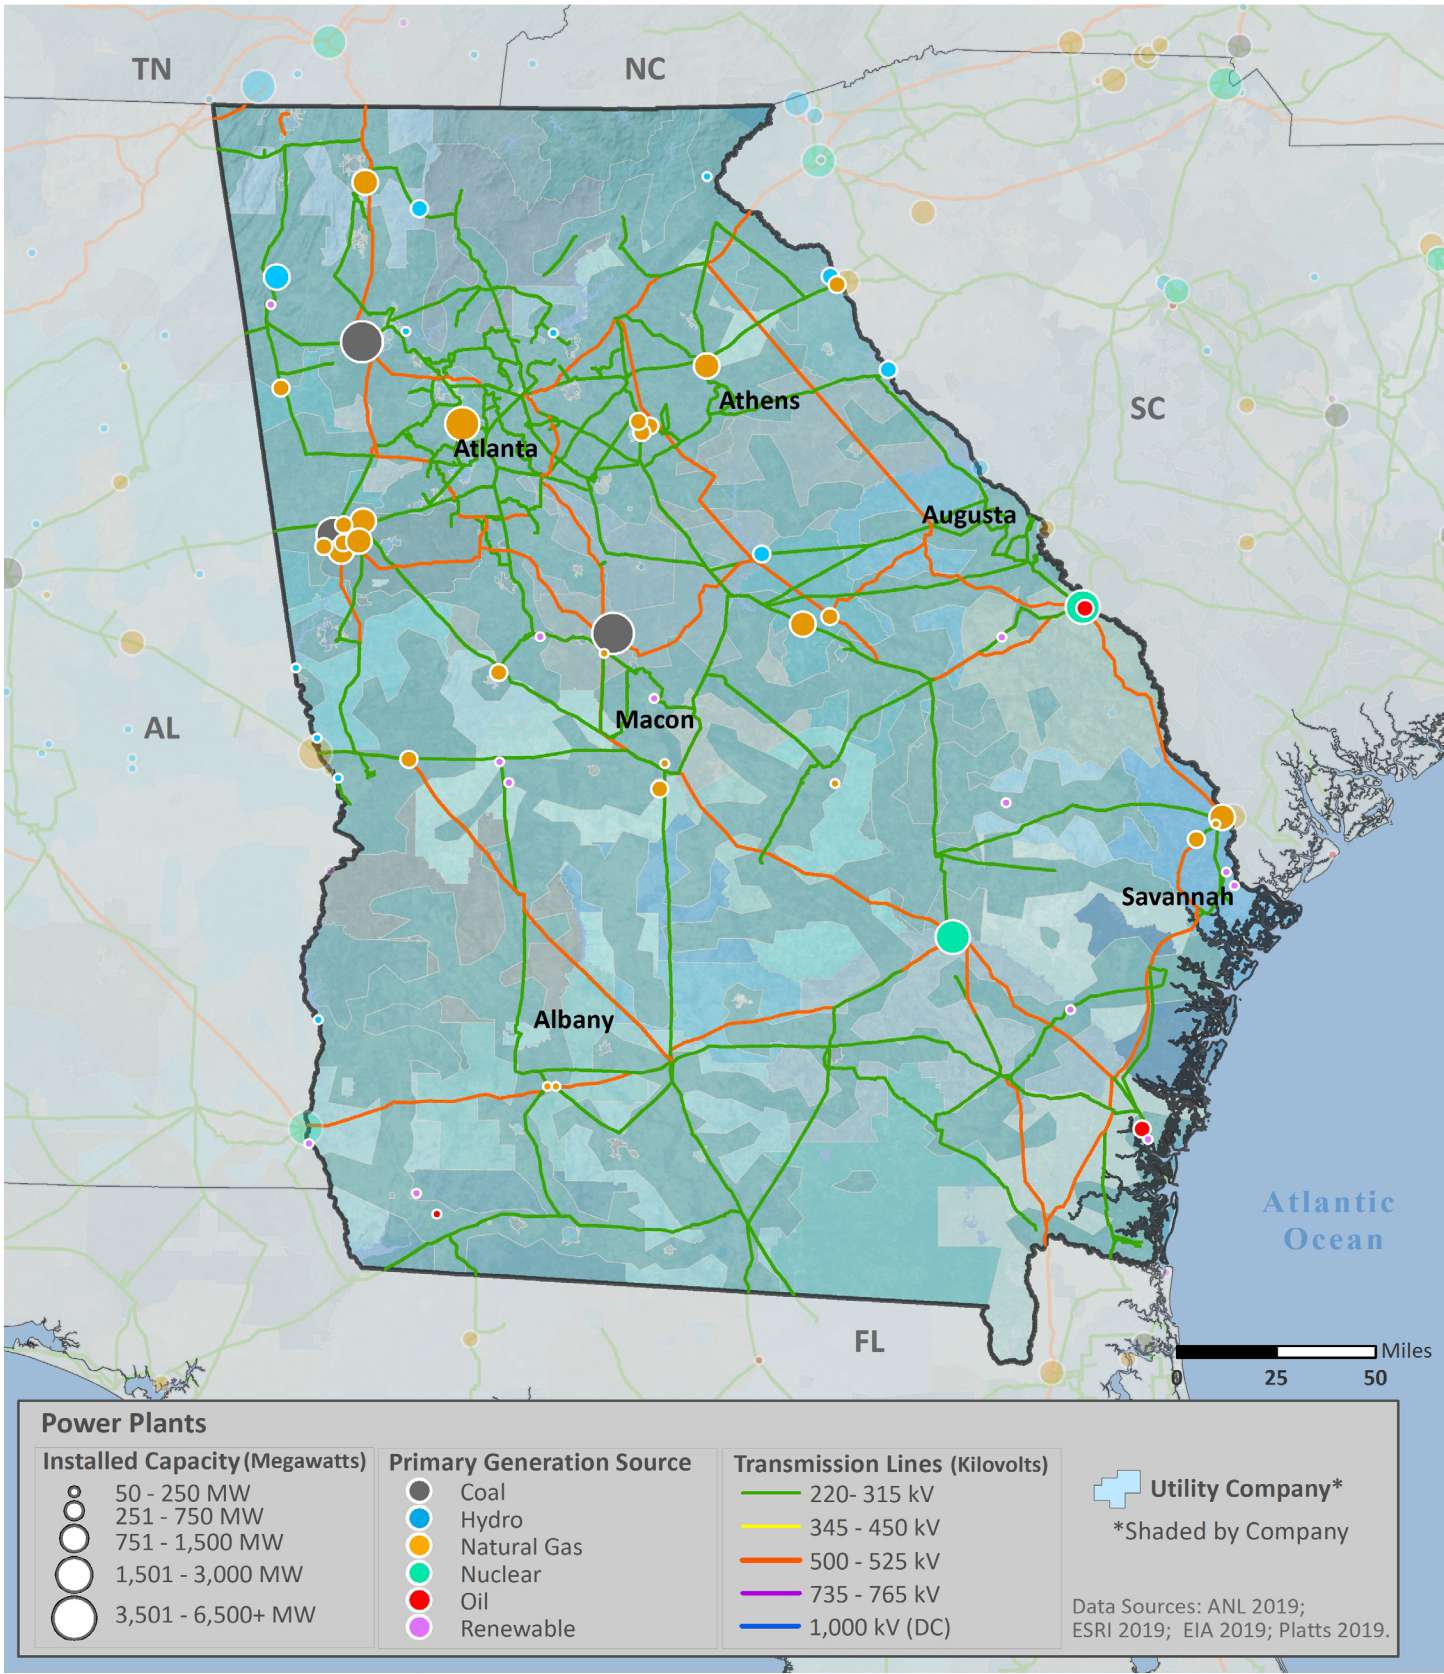 TN
NC
SC
Athens
Atlanta
Augusta
Macon
AL
Savannah
Albany
Atlantic
Ocean
FL
Miles
0 25 50
Power Plants
Installed Capacity (Megawatts)
50 - 250 MW
251 - 750 MW
751 - 1,500 MW
1,501 - 3,000 MW
3,501 - 6,500+ MW
Primary Generation Source
Coal
Hydro
Natural Gas
Nuclear
Oil
Renewable
Transmission Lines (Kilovolts)
220- 315 kV
345 - 450 kV
500 - 525 kV
735 - 765 kV
1,000 kV (DC)
Utility Company*
*Shaded by Company
Data Sources: ANL 2019;
ESRI 2019; EIA 2019; Platts 2019.